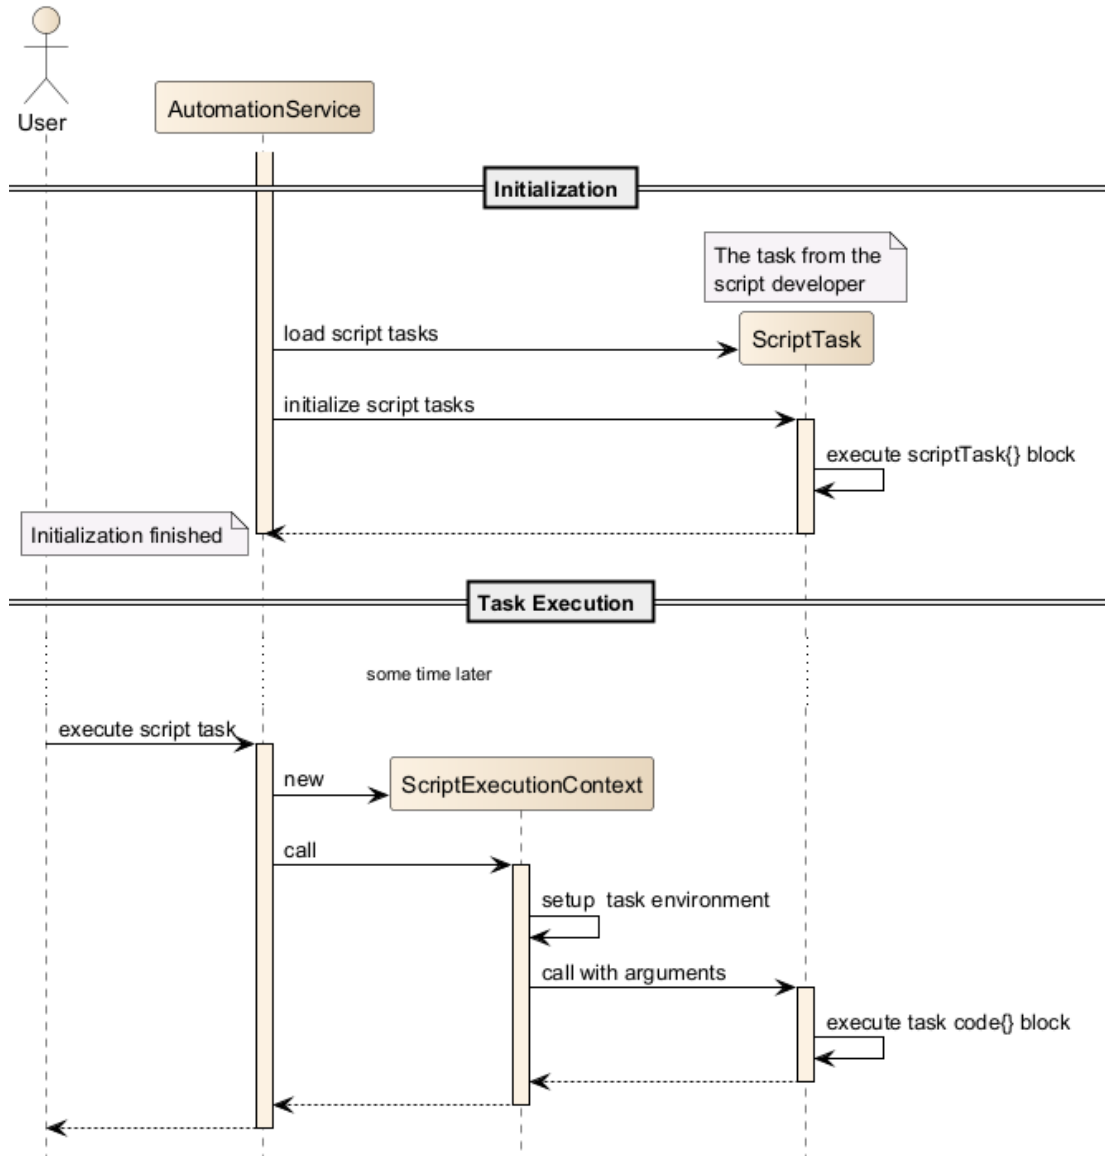 User
AutomationService
Initialization
The task from the
script developer
load script tasks
ScriptTask
initialize script tasks
execute scriptTask{} block
Initialization finished
Task Execution
some time later
execute script task
new
ScriptExecutionContext
call
setup  task environment
call with arguments
execute task code{} block